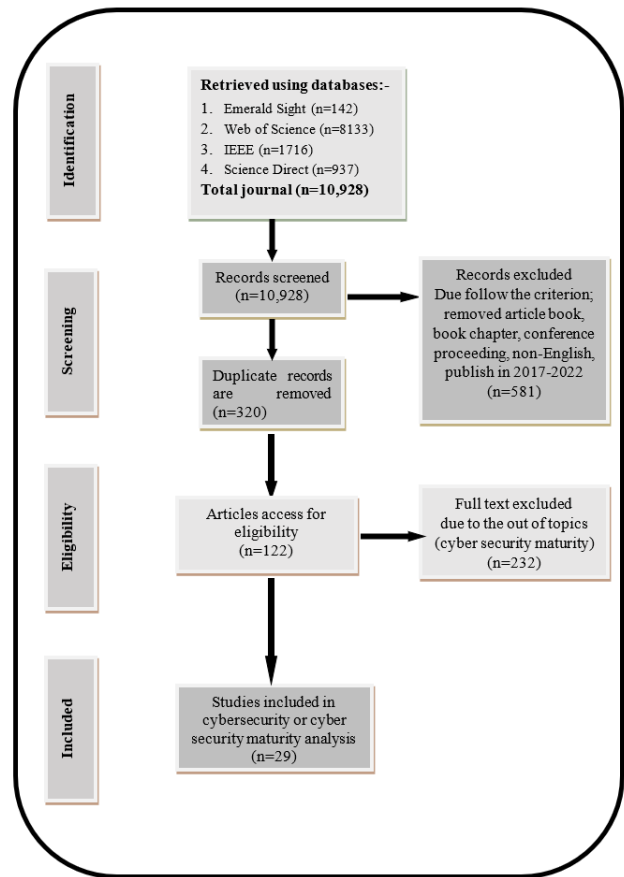 Identification
Retrieved using databases:-
1. Emerald Sight (n=142)
2. Web of Science (n=8133)
3. IEEE (n=1716)
4. Science Direct (n=937)
Total journal (n=10,928)
Screening
Records screened
(n=10,928)
Records excluded
Due follow the criterion;
removed article book,
book chapter, conference
proceeding, non-English,
publish in 2017-2022
(n=581)
Duplicate records
are removed
(n=320)
Eligibility
Articles access for
eligibility
(n=122)
Full text excluded
due to the out of topics
(cyber security maturity)
(n=232)
Included
Studies included in
cybersecurity or cyber
security maturity analysis
(n=29)